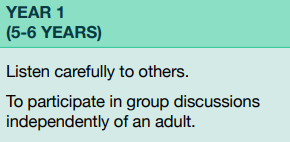 YEAR 1
(5-6 YEARS)
Listen carefully to others.
To participate in group discussions
independently of an adult.